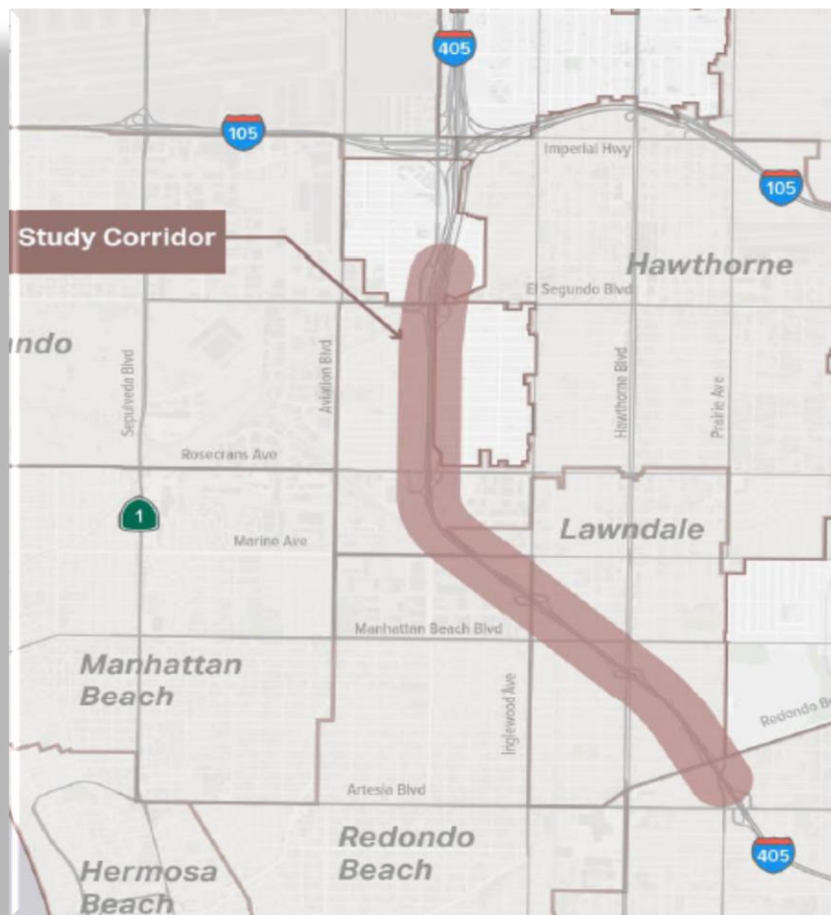 405
105
Imperial Hwy
105
Study Corridor
Hawthorne
El Segundo Blvd
ndo
Sepulveda Blvd
Aviation Blvd
Hawthorne Blvd
Prairie Ave
Rosecrans Ave
1
Lawndale
Marine Ave
Manhattan Beach Blvd
Manhattan
Beach
Inglewood Ave
Redondo B
Artesia Blvd
Redondo
Beach
405
Hermosa
Beach